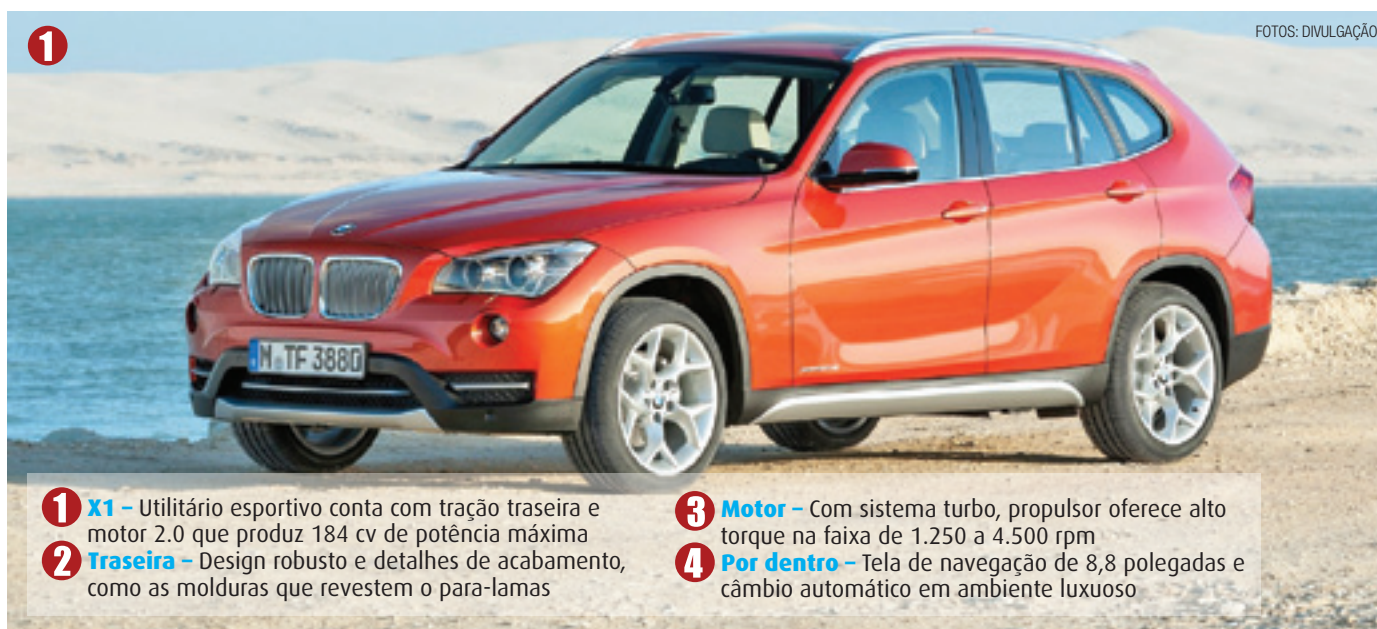 1
FOTOS: DIVULGAÇÃO
M TF 3880
1 X1 – Utilitário esportivo conta com tração traseira e
motor 2.0 que produz 184 cv de potência máxima
2 Traseira – Design robusto e detalhes de acabamento,
como as molduras que revestem o para-lamas
3 Motor – Com sistema turbo, propulsor oferece alto
torque na faixa de 1.250 a 4.500 rpm
4 Por dentro – Tela de navegação de 8,8 polegadas e
câmbio automático em ambiente luxuoso